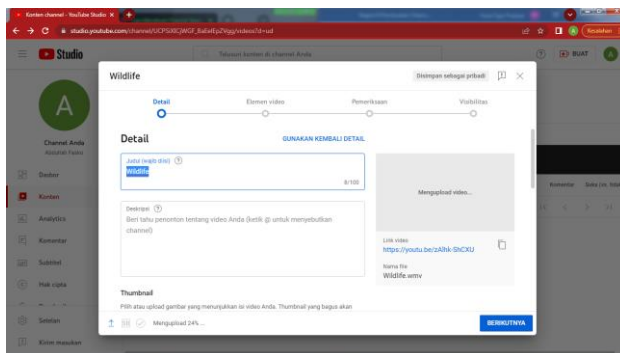 Konten channel - YouTube Studio
studio.youtube.com/channel/
Studio
Telusuri konten di channel Anda
BUAT
Wildlife
Disimpan sebagai pribadi
Detail
Elemen video
Pemeriksaan
Visibilitas
Detail
GUNAKAN KEMBALI DETAIL
Judul (wajib diisi)
Wildlife
8/100
Deskripsi
Beri tahu penonton tentang video Anda (ketik @ untuk menyebutkan
channel)
Mengupload video...
Link video
https://youtu.be/zAlhk-ShCXU
Nama file
Wildlife.wmv
Thumbnail
Pilih atau upload gambar yang menunjukkan isi video Anda. Thumbnail yang bagus akan
Mengupload 24% ...
BERIKUTNYA
A
Channel Anda
Dasbor
Konten
Analytics
Komentar
Subtitel
Hak cipta
Setelan
Kirim masukan
Komentar